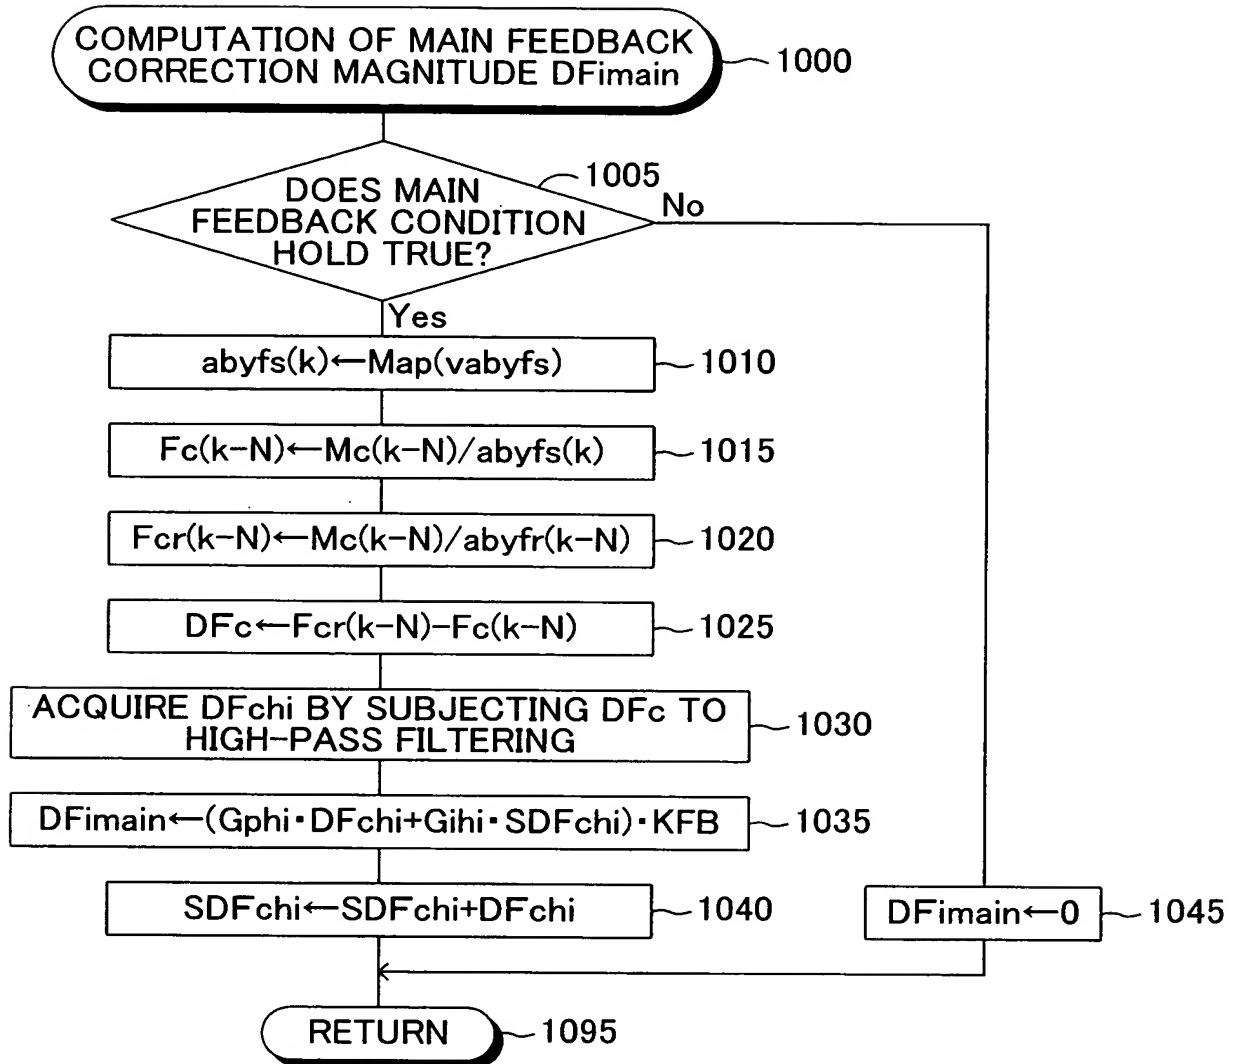 COMPUTATION OF MAIN FEEDBACK
CORRECTION MAGNITUDE DFimain
1000
DOES MAIN
FEEDBACK CONDITION
HOLD TRUE?
1005
No
Yes
abyfs(k)←Map(vabyfs)
1010
Fc(k−N)←Mc(k−N)/abyfs(k)
1015
Fcr(k−N)←Mc(k−N)/abyfr(k−N)
1020
DFc←Fcr(k−N)−Fc(k−N)
1025
ACQUIRE DFchi BY SUBJECTING DFc TO
HIGH-PASS FILTERING
1030
DFimain←(Gphi▪DFchi+Gihi▪SDFchi)▪KFB
1035
SDFchi←SDFchi+DFchi
1040
DFimain←0
1045
RETURN
1095